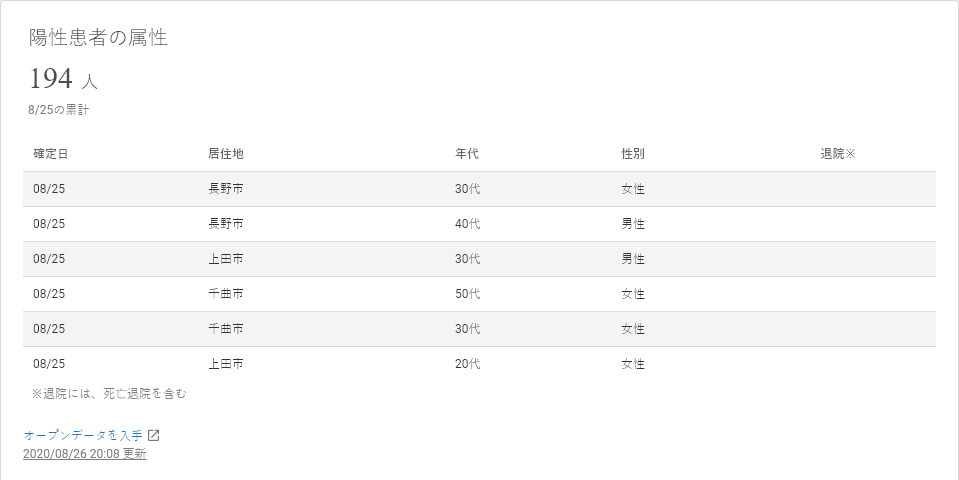 陽性患者の属性
194 人
8/25の累計
確定日 居住地 年代 性別 退院※
08/25 長野市 30代 女性
08/25 長野市 40代 男性
08/25 上田市 30代 男性
08/25 千曲市 50代 女性
08/25 千曲市 30代 女性
08/25 上田市 20代 女性
※退院には、死亡退院を含む
オープンデータを入手
2020/08/26 20:08 更新